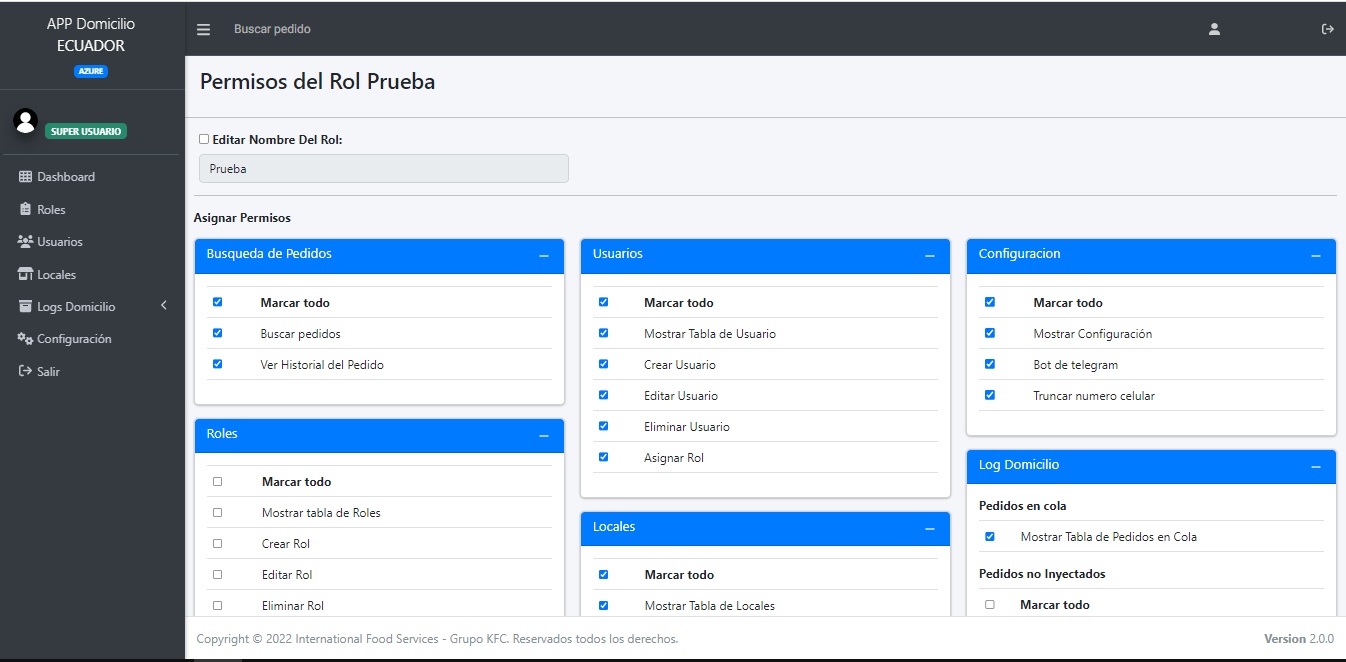 APP Domicilio
ECUADOR
AZURE
SUPER USUARIO
Dashboard
Roles
Usuarios
Locales
Logs Domicilio
Configuración
Salir
Buscar pedido
Permisos del Rol Prueba
Editar Nombre Del Rol:
Prueba
Asignar Permisos
Busqueda de Pedidos
Marcar todo
Buscar pedidos
Ver Historial del Pedido
Roles
Marcar todo
Mostrar tabla de Roles
Crear Rol
Editar Rol
Eliminar Rol
Usuarios
Marcar todo
Mostrar Tabla de Usuario
Crear Usuario
Editar Usuario
Eliminar Usuario
Asignar Rol
Locales
Marcar todo
Mostrar Tabla de Locales
Configuracion
Marcar todo
Mostrar Configuración
Bot de telegram
Truncar numero celular
Log Domicilio
Pedidos en cola
Mostrar Tabla de Pedidos en Cola
Pedidos no Inyectados
Marcar todo
Copyright © 2022 International Food Services - Grupo KFC. Reservados todos los derechos.
Version 2.0.0